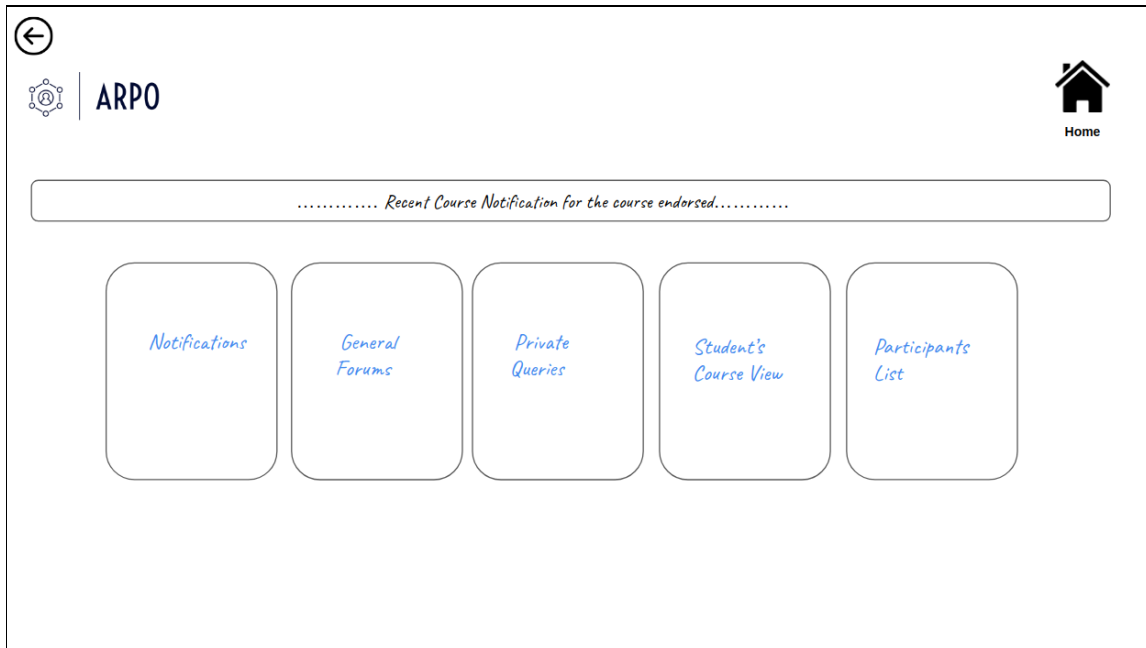 ARPO
Home
............. Recent Course Notification for the course endorsed............
Notifications
General
Forums
Private
Queries
Student's
Course View
Participants
List